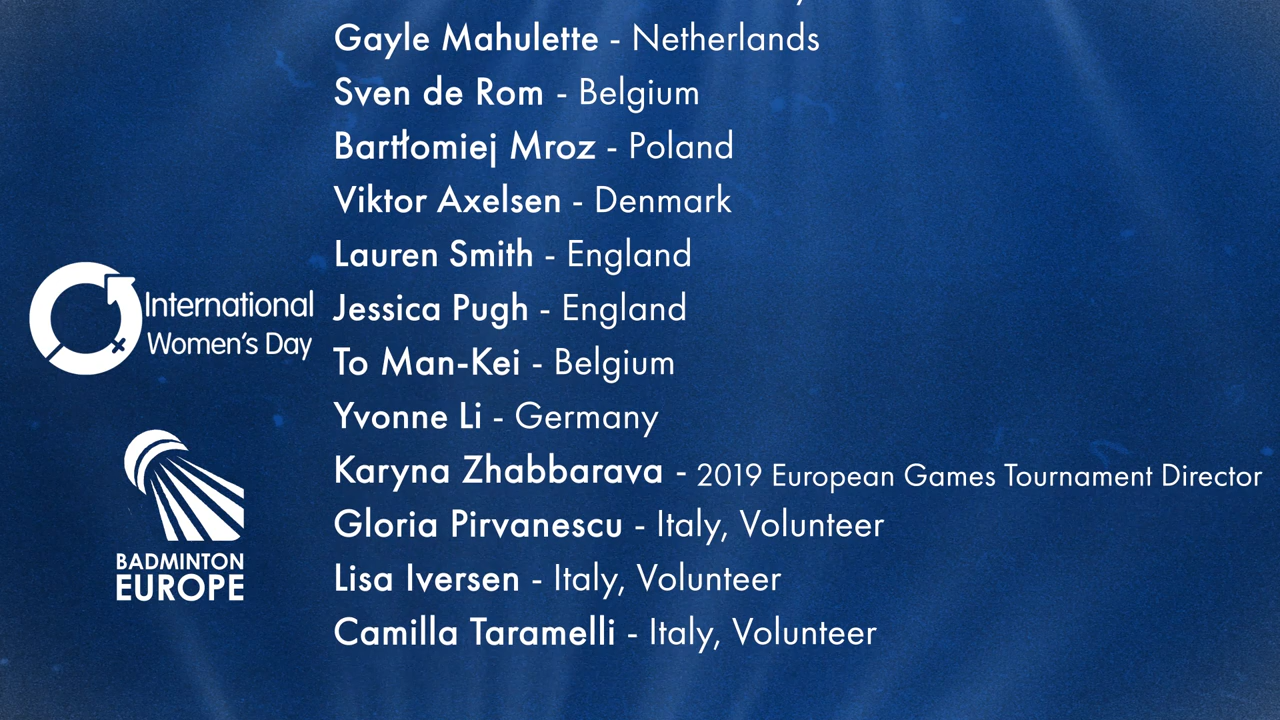 Gayle Mahulette - Netherlands
Sven de Rom - Belgium
Bartłomiej Mroz - Poland
Viktor Axelsen - Denmark
Lauren Smith - England
Jessica Pugh - England
To Man-Kei - Belgium
Yvonne Li - Germany
Karyna Zhabbarava - 2019 European Games Tournament Director
Gloria Pirvanescu - Italy, Volunteer
Lisa Iversen - Italy, Volunteer
Camilla Taramelli - Italy, Volunteer
International
Women's Day
BADMINTON
EUROPE